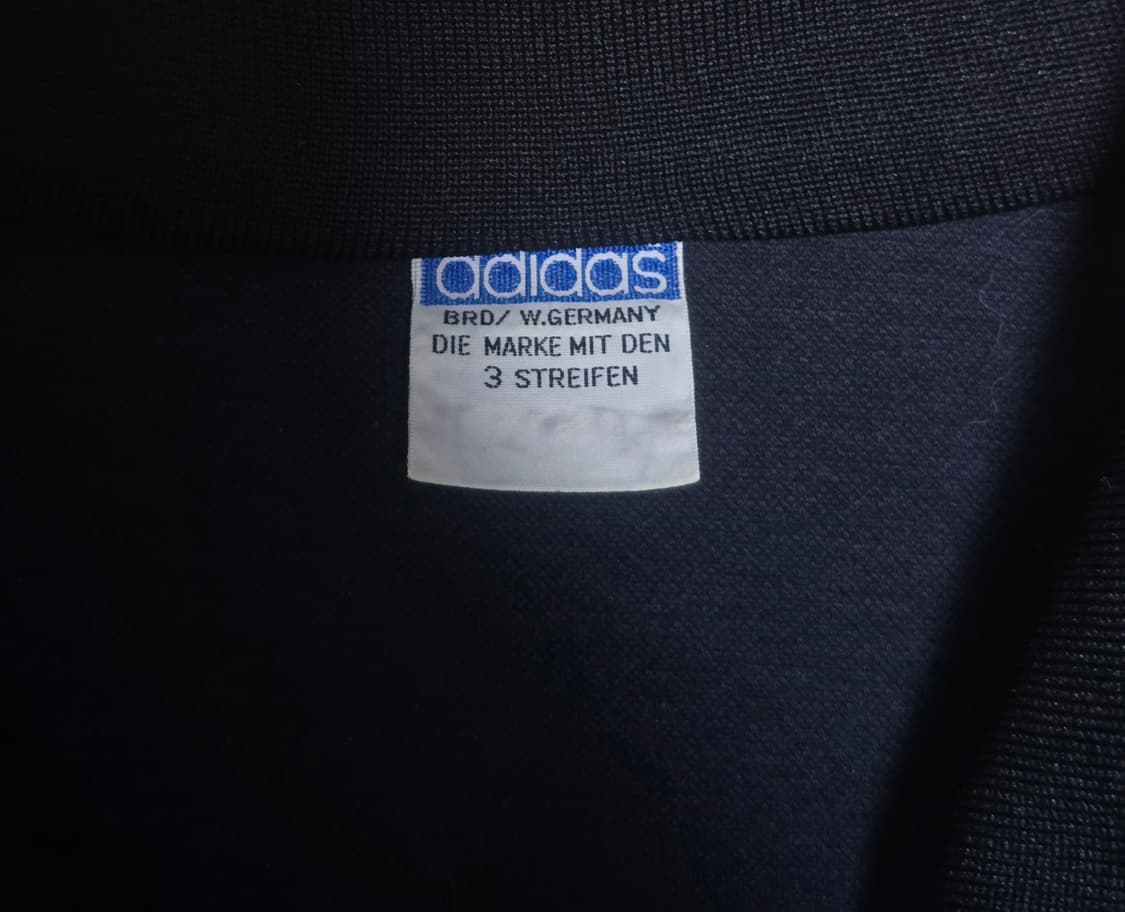 adidas
BRD/ W.GERMANY
DIE MARKE MIT DEN
3 STREIFEN